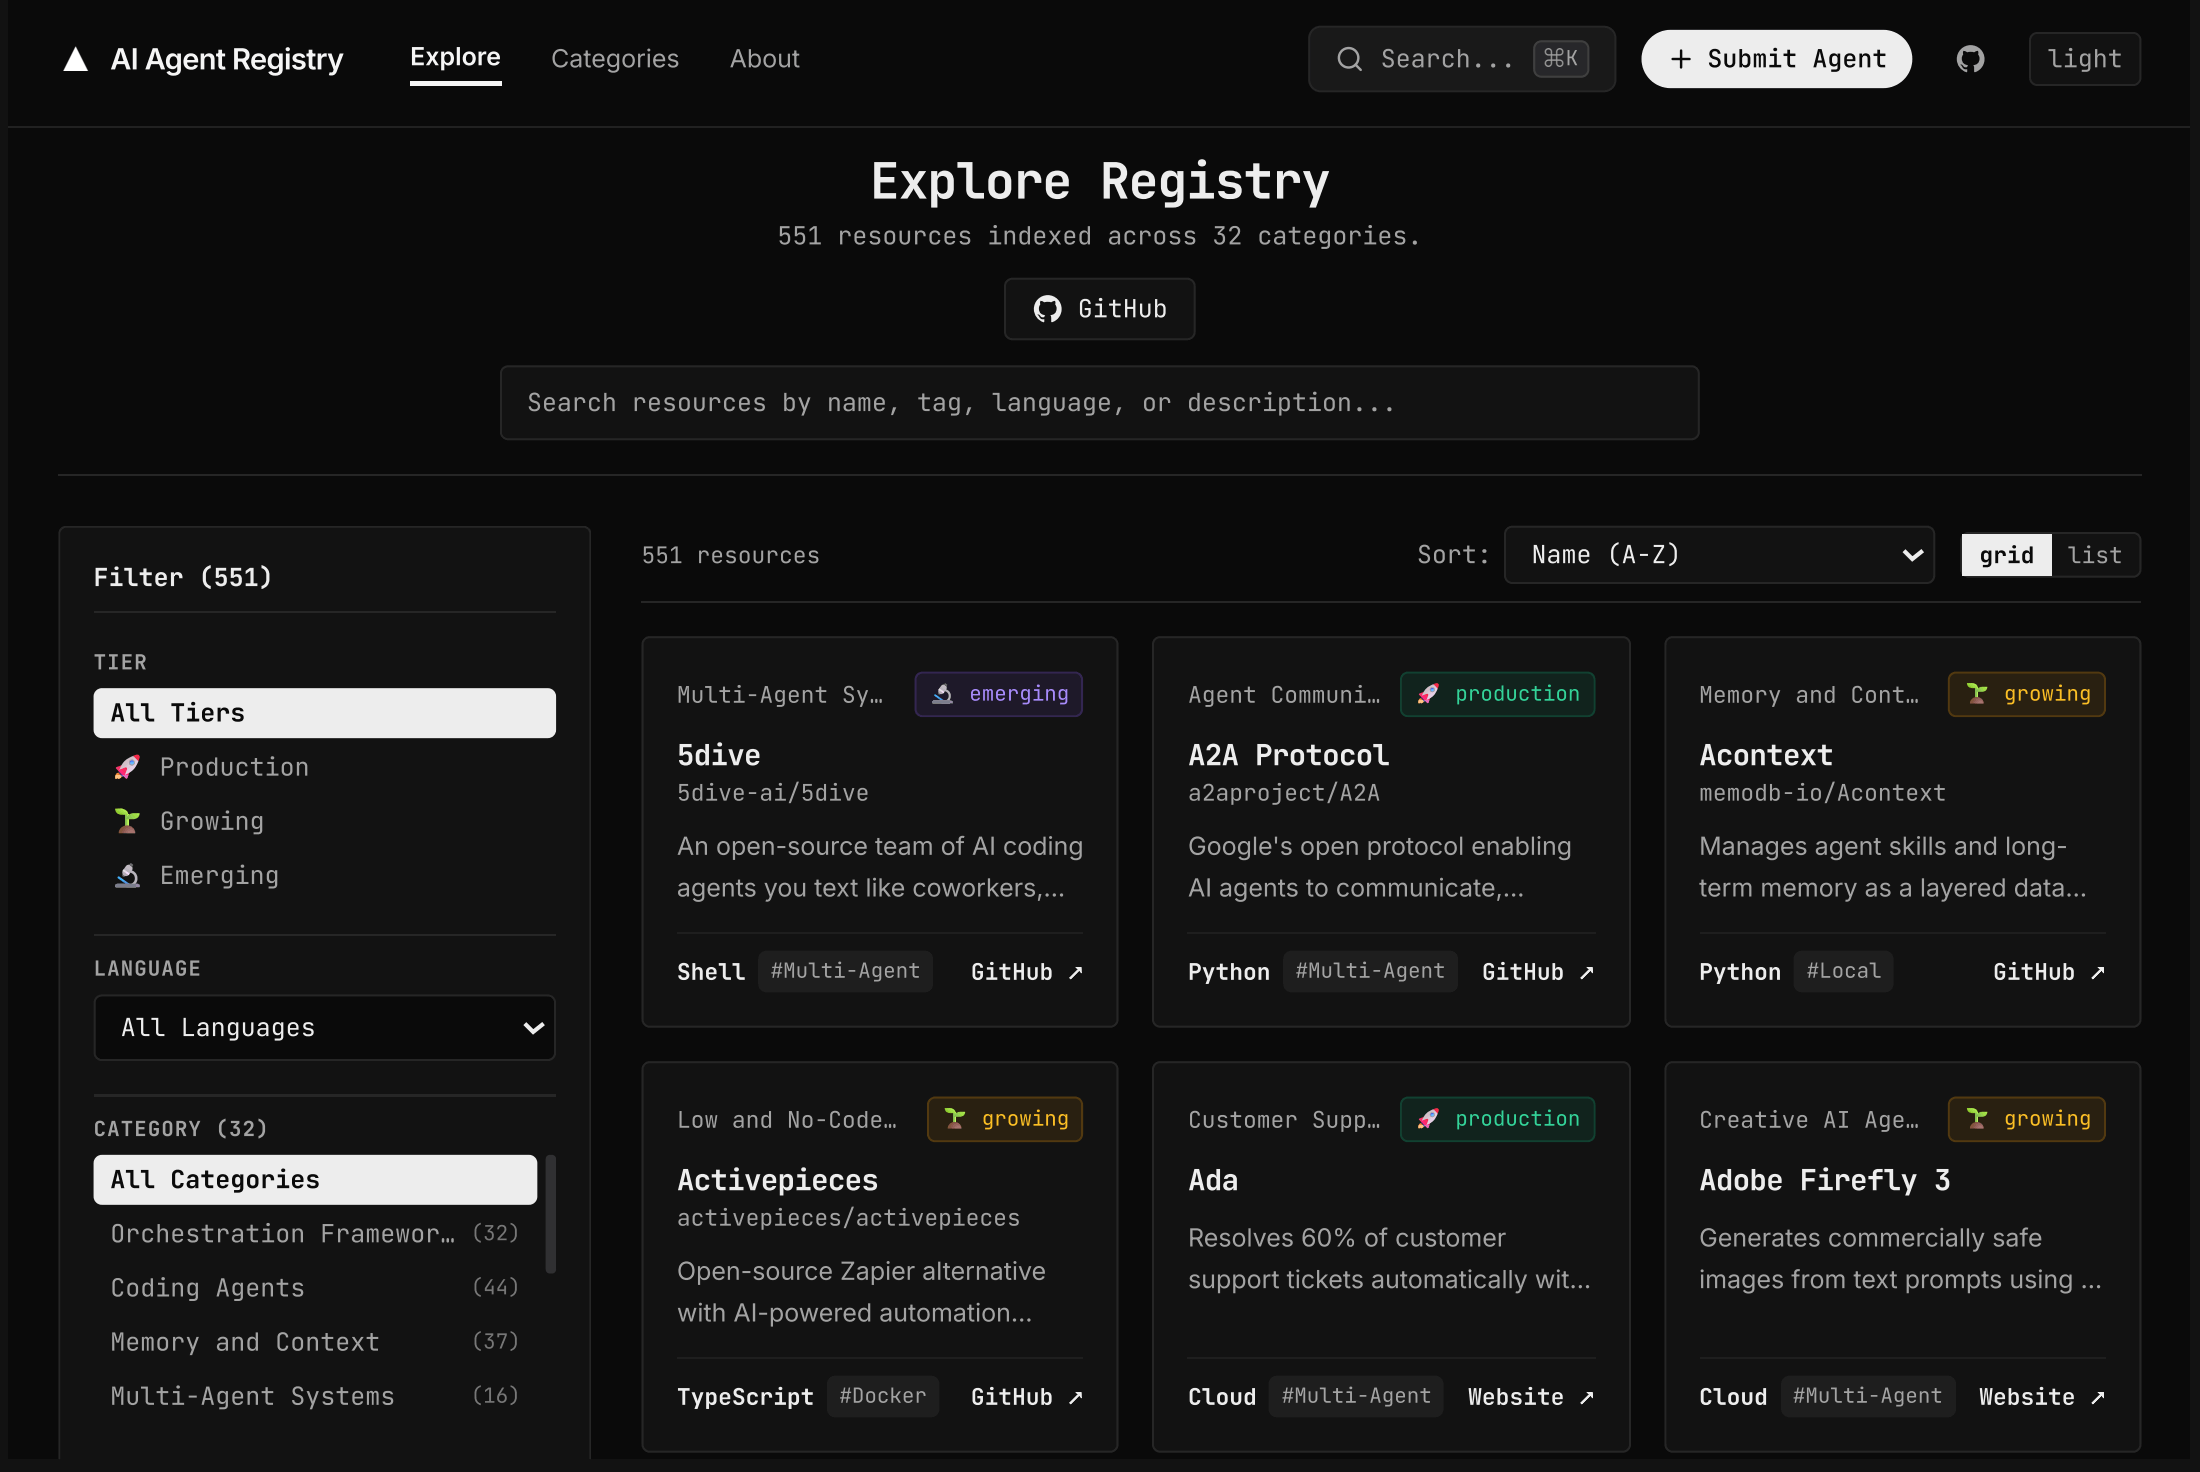 AI Agent Registry
Explore
Categories
About
Search...
⌘K
+ Submit Agent
light
Explore Registry
551 resources indexed across 32 categories.
GitHub
Search resources by name, tag, language, or description...
Filter (551)
TIER
All Tiers
Production
Growing
Emerging
LANGUAGE
All Languages
CATEGORY (32)
All Categories
Orchestration Framewor… (32)
Coding Agents (44)
Memory and Context (37)
Multi-Agent Systems (16)
551 resources
Sort: Name (A-Z)
grid list
Multi-Agent Sy… emerging
5dive
5dive-ai/5dive
An open-source team of AI coding
agents you text like coworkers,...
Shell #Multi-Agent GitHub ↗
Agent Communi… production
A2A Protocol
a2aproject/A2A
Google's open protocol enabling
AI agents to communicate,...
Python #Multi-Agent GitHub ↗
Memory and Cont… growing
Acontext
memodb-io/Acontext
Manages agent skills and long-
term memory as a layered data...
Python #Local GitHub ↗
Low and No-Code… growing
Activepieces
activepieces/activepieces
Open-source Zapier alternative
with AI-powered automation...
TypeScript #Docker GitHub ↗
Customer Supp… production
Ada
Resolves 60% of customer
support tickets automatically wit...
Cloud #Multi-Agent Website ↗
Creative AI Age… growing
Adobe Firefly 3
Generates commercially safe
images from text prompts using ...
Cloud #Multi-Agent Website ↗